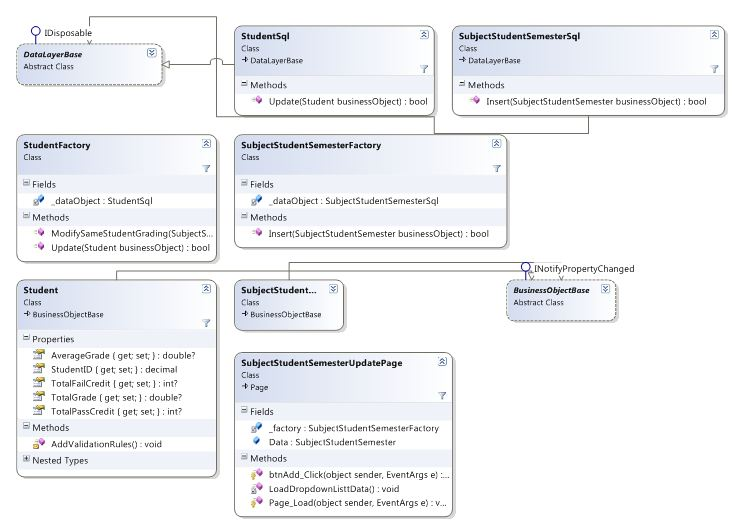 IDisposable
DataLayerBase
Abstract Class
StudentSql
Class
DataLayerBase
Methods
Update(Student businessObject) : bool
SubjectStudentSemesterSql
Class
DataLayerBase
Methods
Insert(SubjectStudentSemester businessObject) : bool
StudentFactory
Class
Fields
_dataObject : StudentSql
Methods
ModifySameStudentGrading(SubjectS...
Update(Student businessObject) : bool
SubjectStudentSemesterFactory
Class
Fields
_dataObject : SubjectStudentSemesterSql
Methods
Insert(SubjectStudentSemester businessObject) : bool
Student
Class
BusinessObjectBase
Properties
AverageGrade { get; set; } : double?
StudentID { get; set; } : decimal
TotalFailCredit { get; set; } : int?
TotalGrade { get; set; } : double?
TotalPassCredit { get; set; } : int?
Methods
AddValidationRules() : void
Nested Types
SubjectStudent...
Class
BusinessObjectBase
INotifyPropertyChanged
BusinessObjectBase
Abstract Class
SubjectStudentSemesterUpdatePage
Class
Page
Fields
_factory : SubjectStudentSemesterFactory
Data : SubjectStudentSemester
Methods
btnAdd_Click(object sender, EventArgs e) :...
LoadDropdownListtData() : void
Page_Load(object sender, EventArgs e) : v...